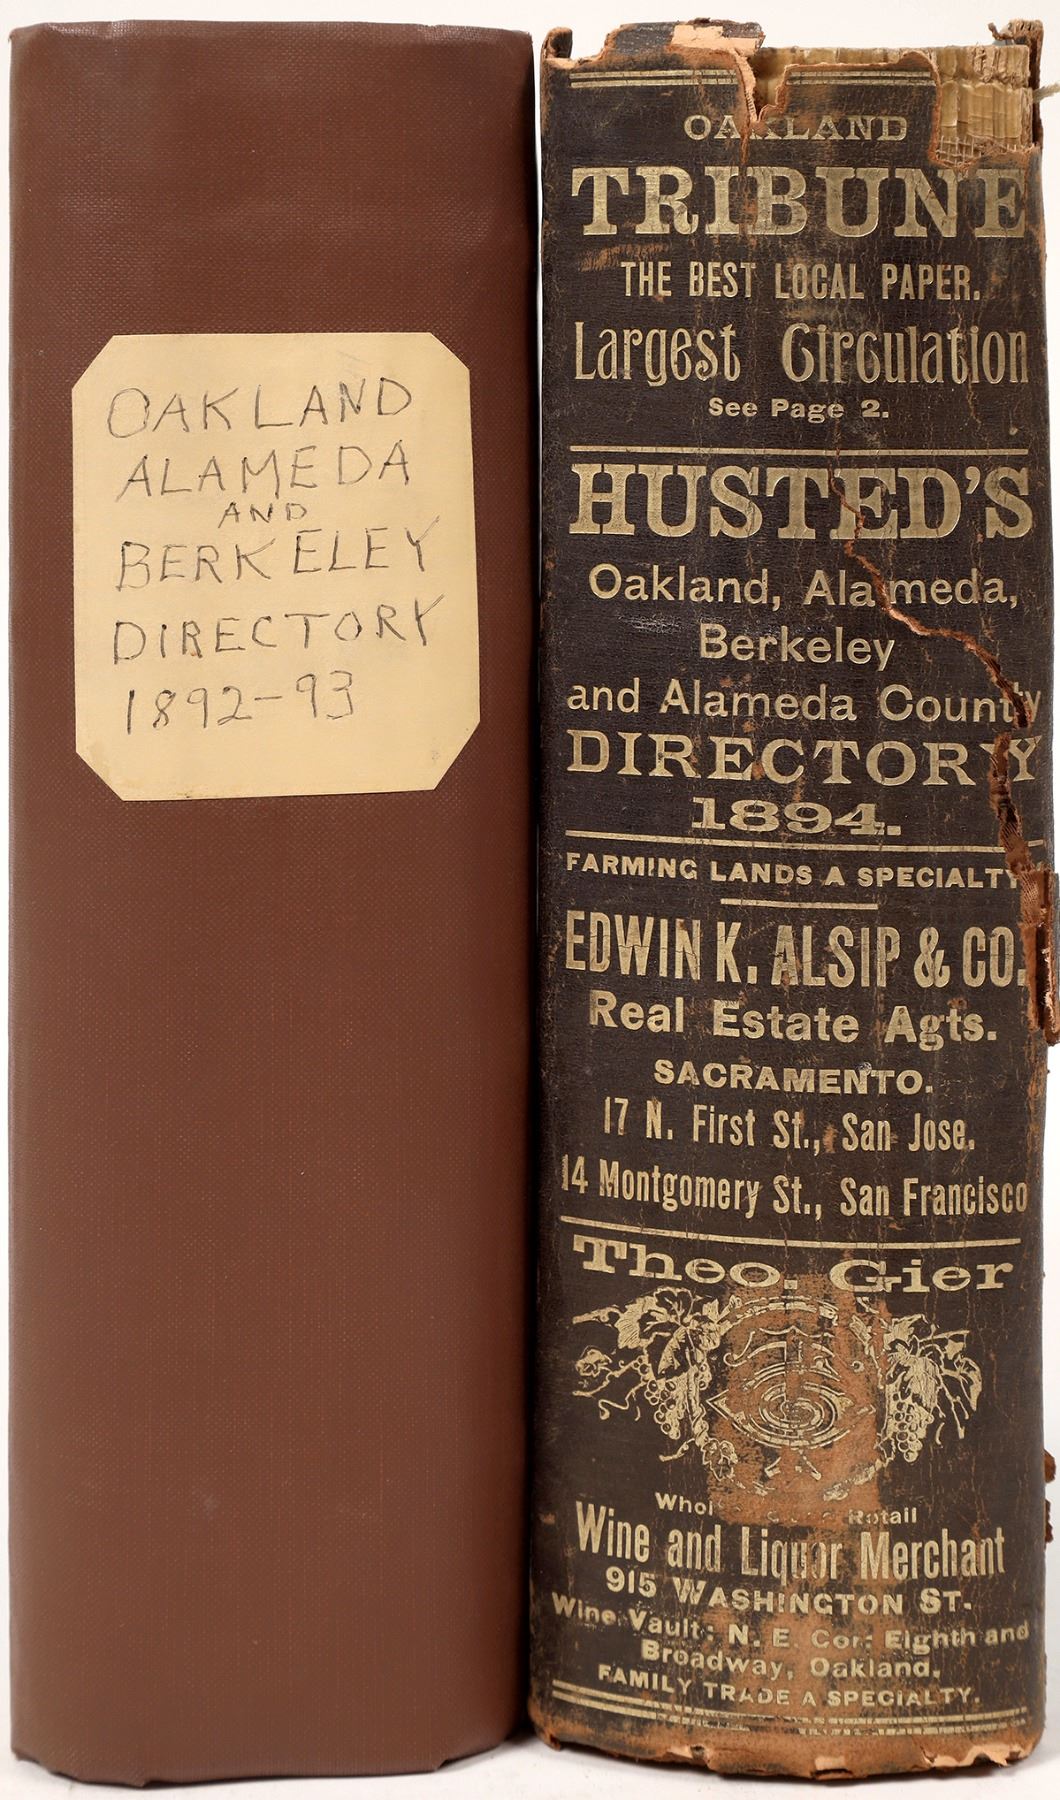 OAKLAND
ALAMEDA
AND
BERKELEY
DIRECTORY
1892-93
OAKLAND
TRIBUNE
THE BEST LOCAL PAPER.
Largest Circulation
See Page 2.
HUSTED'S
Oakland, Alameda,
Berkeley
and Alameda County
DIRECTORY
1894.
FARMING LANDS A SPECIALTY
EDWIN K. ALSIP & CO.
Real Estate Agts.
SACRAMENTO.
17 N. First St., San Jose.
14 Montgomery St., San Francisco
Theo. Gier
Retail
Wine and Liquor Merchant
915 WASHINGTON ST.
Wine Vault: N. E. Cor: Eighth and
Broadway, Oakland.
FAMILY TRADE A SPECIALTY.